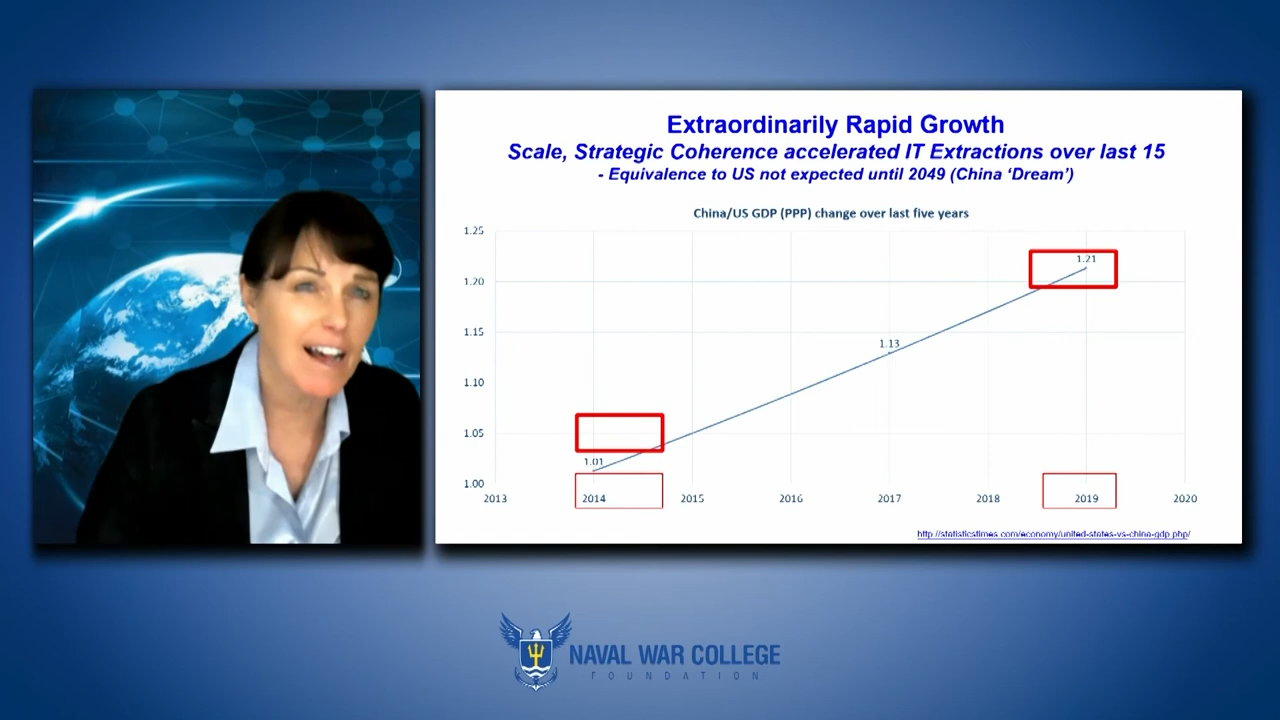 Extraordinarily Rapid Growth
Scale, Strategic Coherence accelerated IT Extractions over last 15
- Equivalence to US not expected until 2049 (China ‘Dream’)
China/US GDP (PPP) change over last five years
1.25
1.20
1.15
1.10
1.05
1.00
1.01
1.13
1.21
2013 2014 2015 2016 2017 2018 2019 2020
http://statisticstimes.com/economy/united-states-vs-china-gdp.php/
NAVAL WAR COLLEGE
FOUNDATION